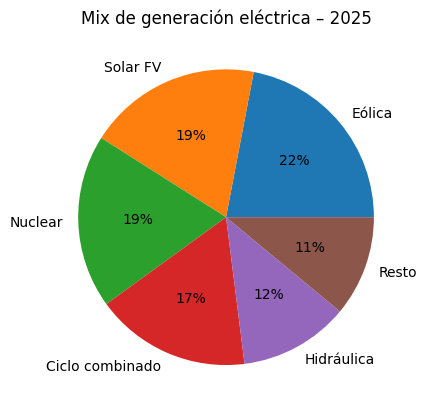 Mix de generación eléctrica – 2025
Solar FV
Eólica
19%
22%
Nuclear
19%
11%
Resto
17%
12%
Ciclo combinado
Hidráulica